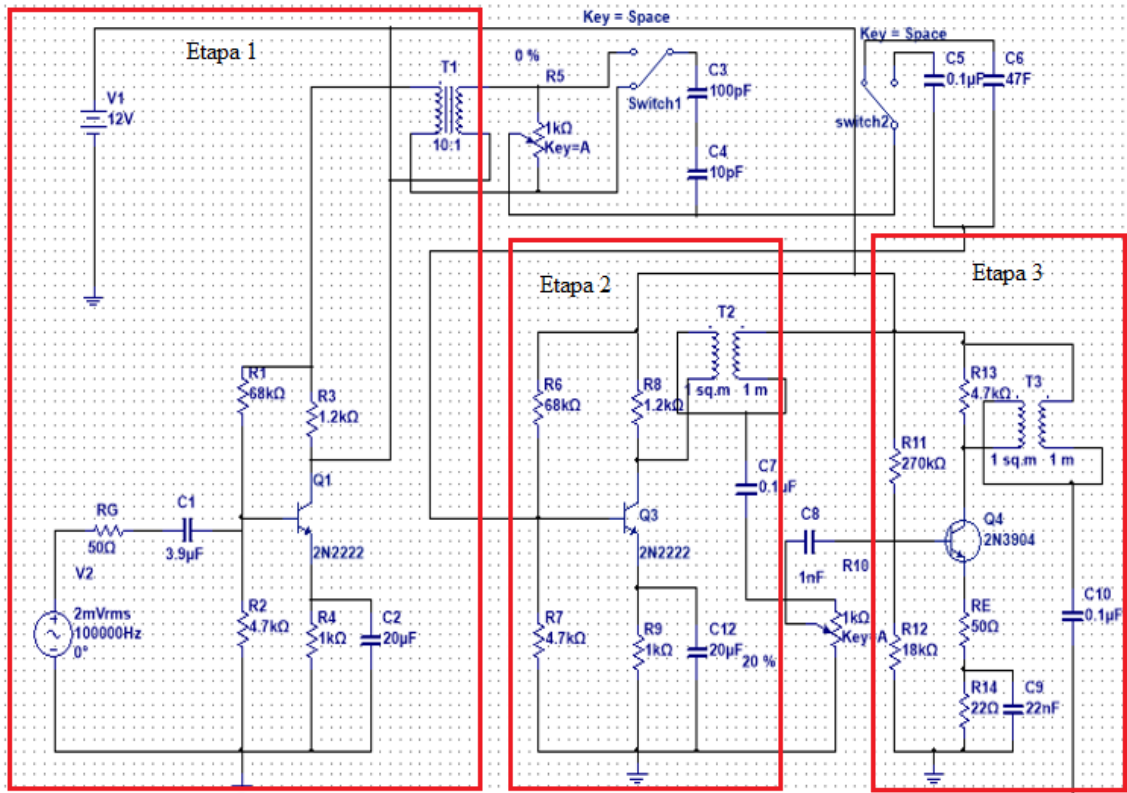 Key = Space
Etapa 1
V1
12V
T1
10:1
0 %
R5
1kΩ
Key=A
Switch1
C3
100pF
C4
10pF
Key = Space
switch2
C5
0.1µF
C6
47F
R1
68kΩ
R3
1.2kΩ
Q1
2N2222
RG
50Ω
C1
3.9µF
V2
2mVrms
100000Hz
0°
R2
4.7kΩ
R4
1kΩ
C2
20µF
Etapa 2
T2
1 sq.m 1 m
R6
68kΩ
R8
1.2kΩ
Q3
2N2222
C7
0.1µF
C8
1nF
R10
1kΩ
Key=A
20 %
R7
4.7kΩ
R9
1kΩ
C12
20µF
Etapa 3
R13
4.7kΩ
T3
1 sq.m 1 m
R11
270kΩ
Q4
2N3904
RE
50Ω
C10
0.1µF
R12
18kΩ
R14
22Ω
C9
22nF